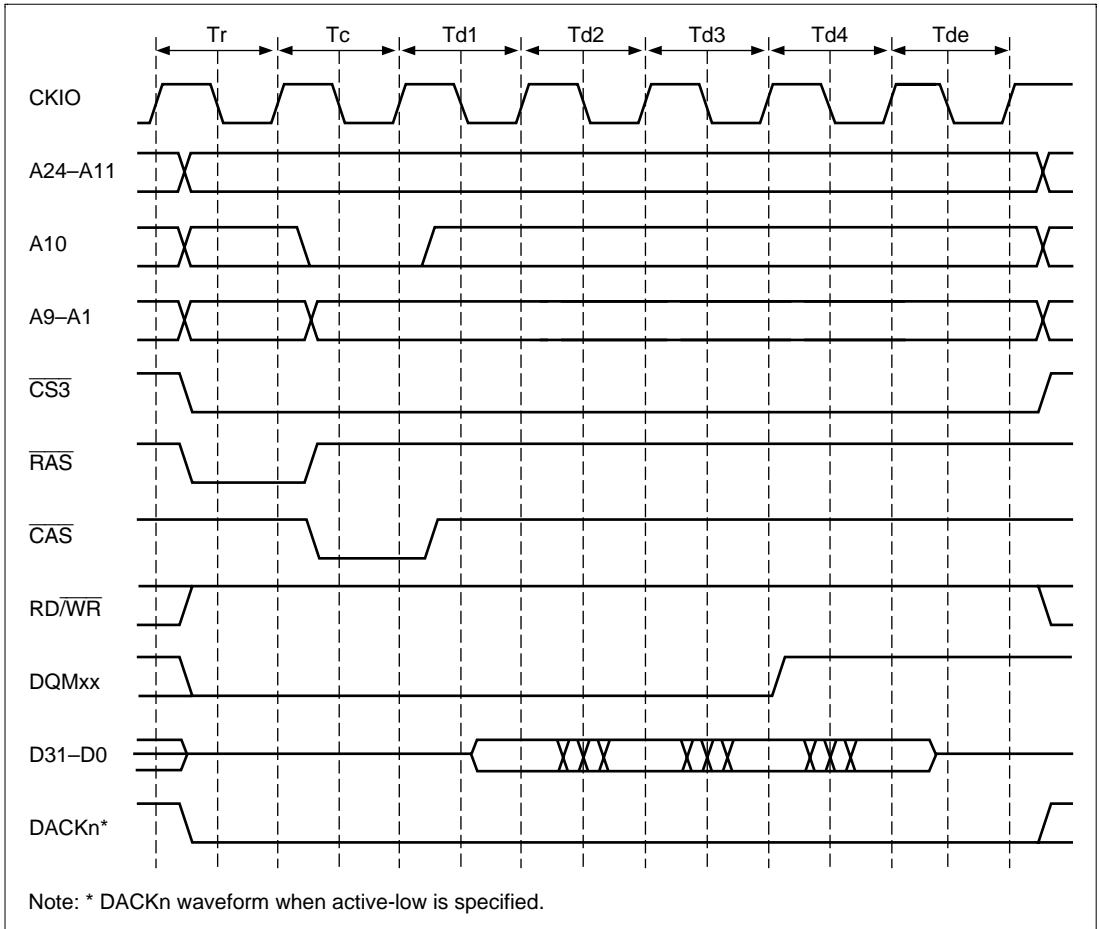 Tr Tc Td1 Td2 Td3 Td4 Tde
CKIO
A24–A11
A10
A9–A1
CS3
RAS
CAS
RD/WR
DQMxx
D31–D0
DACKn*
Note: * DACKn waveform when active-low is specified.